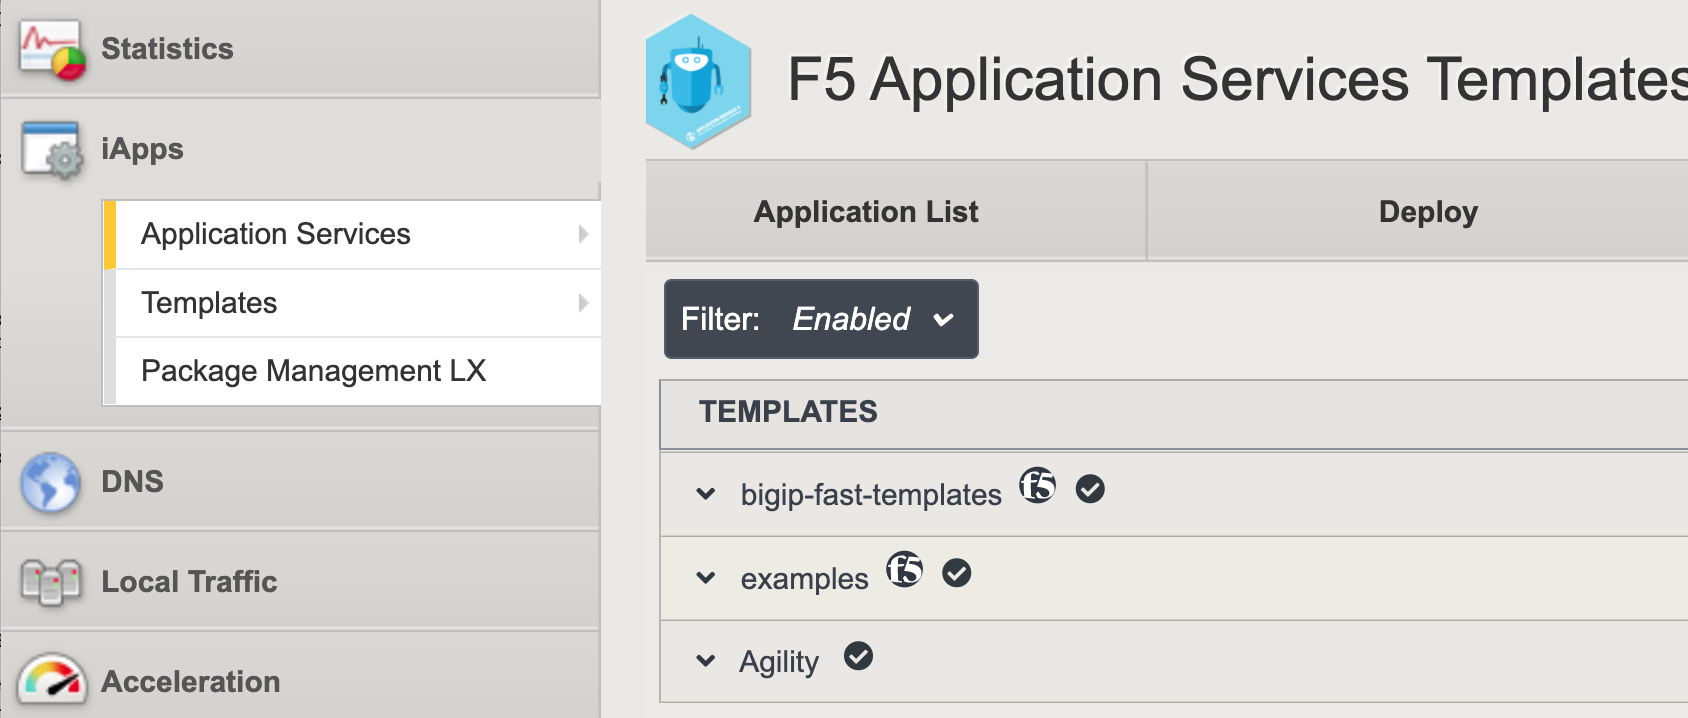 Statistics
iApps
Application Services
Templates
Package Management LX
DNS
Local Traffic
Acceleration
F5 Application Services Templates
Application List
Deploy
Filter: Enabled
TEMPLATES
bigip-fast-templates f5
examples f5
Agility